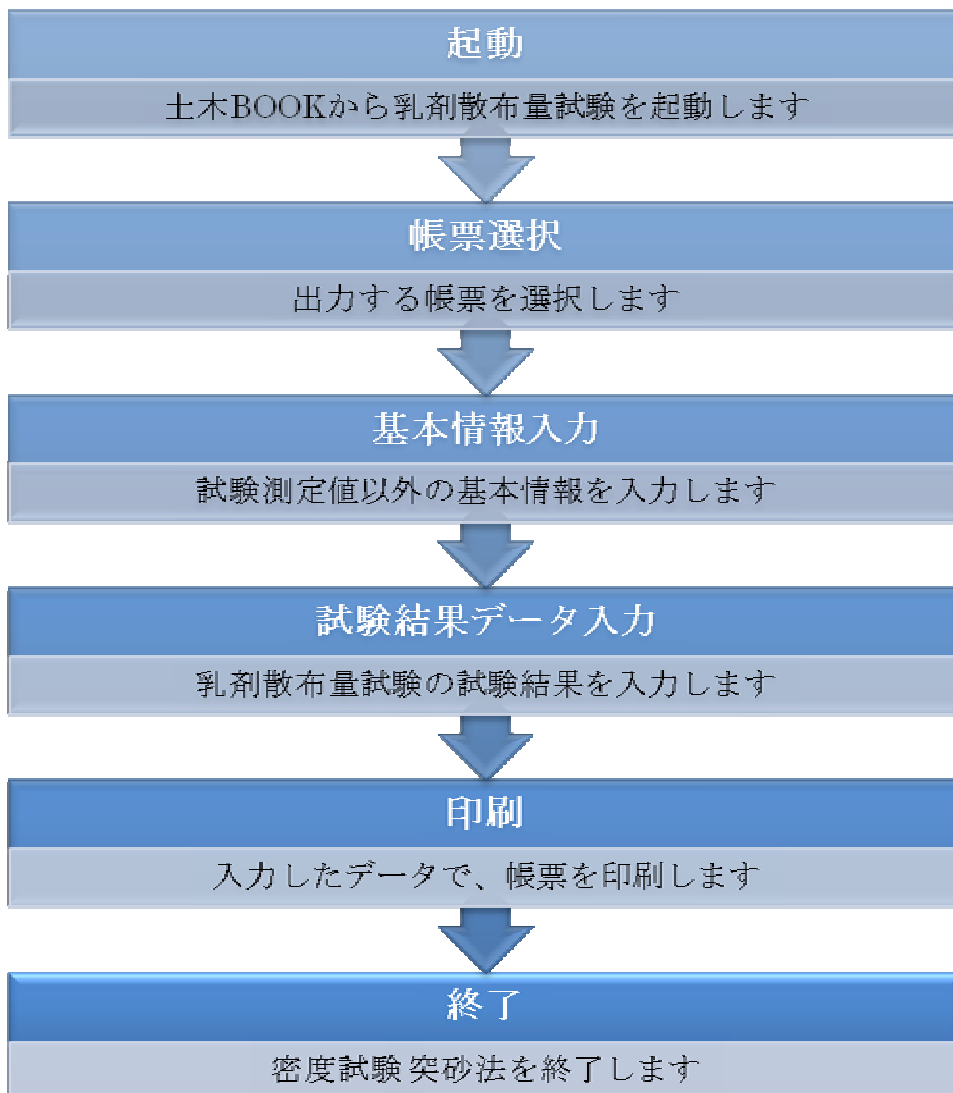 起動
土木BOOKから乳剤散布量試験を起動します
帳票選択
出力する帳票を選択します
基本情報入力
試験測定値以外の基本情報を入力します
試験結果データ入力
乳剤散布量試験の試験結果を入力します
印刷
入力したデータで、帳票を印刷します
終了
密度試験 突砂法を終了します